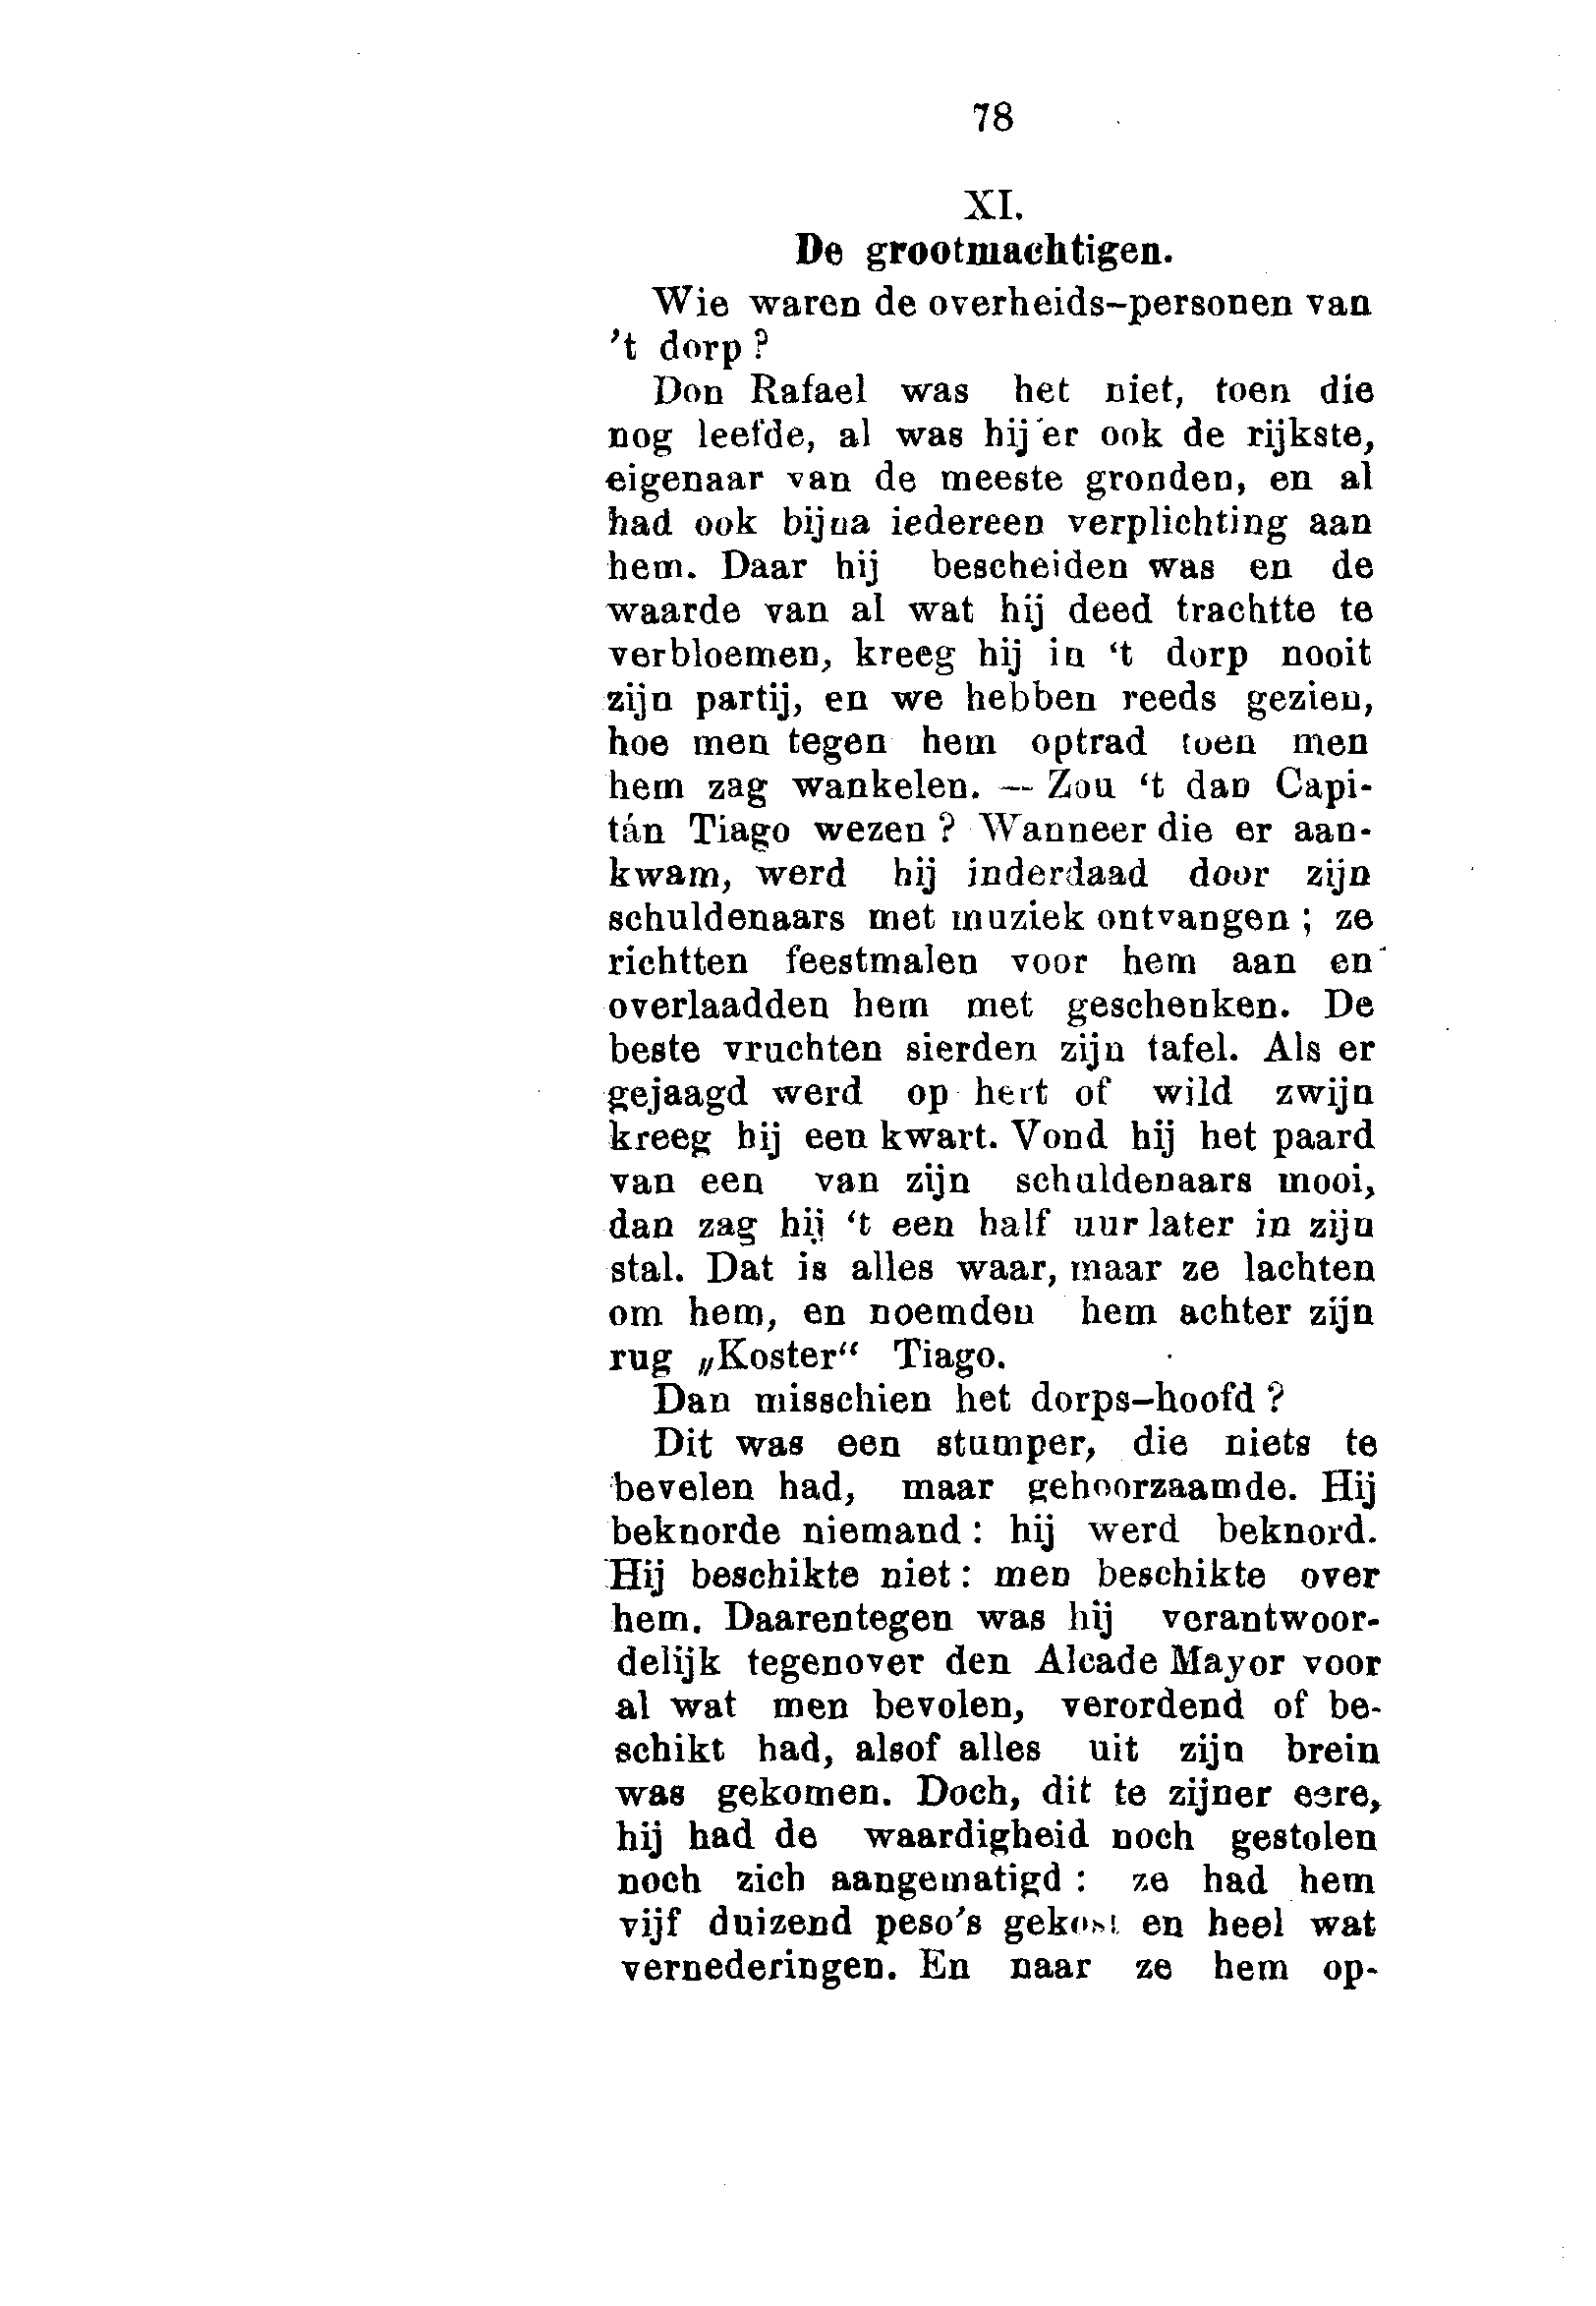 78
XI.
De grootmachtigen.
Wie waren de overheids-personen van
't dorp?
Don Rafael was het niet, toen die
nog leefde, al was hij er ook de rijkste,
eigenaar van de meeste gronden, en al
had ook bijna iedereen verplichting aan
hem. Daar hij bescheiden was en de
waarde van al wat hij deed trachtte te
verbloemen, kreeg hij in ‘t dorp nooit
zijn partij, en we hebben reeds gezien,
hoe men tegen hem optrad toen men
hem zag wankelen. — Zou ‘t dan Capi-
tán Tiago wezen? Wanneer die er aan-
kwam, werd hij inderdaad door zijn
schuldenaars met muziek ontvangen; ze
richtten feestmalen voor hem aan en
overlaadden hem met geschenken. De
beste vruchten sierden zijn tafel. Als er
gejaagd werd op hert of wild zwijn
kreeg hij een kwart. Vond hij het paard
van een van zijn schuldenaars mooi,
dan zag hij ‘t een half uur later in zijn
stal. Dat is alles waar, maar ze lachten
om hem, en noemden hem achter zijn
rug „Koster“ Tiago.
Dan misschien het dorps-hoofd?
Dit was een stumper, die niets te
bevelen had, maar gehoorzaamde. Hij
beknorde niemand: hij werd beknord.
Hij beschikte niet: men beschikte over
hem. Daarentegen was hij verantwoor-
delijk tegenover den Alcade Mayor voor
al wat men bevolen, verordend of be-
schikt had, alsof alles uit zijn brein
was gekomen. Doch, dit te zijner eere,
hij had de waardigheid noch gestolen
noch zich aangematigd: ze had hem
vijf duizend peso's gekost en heel wat
vernederingen. En naar ze hem op-